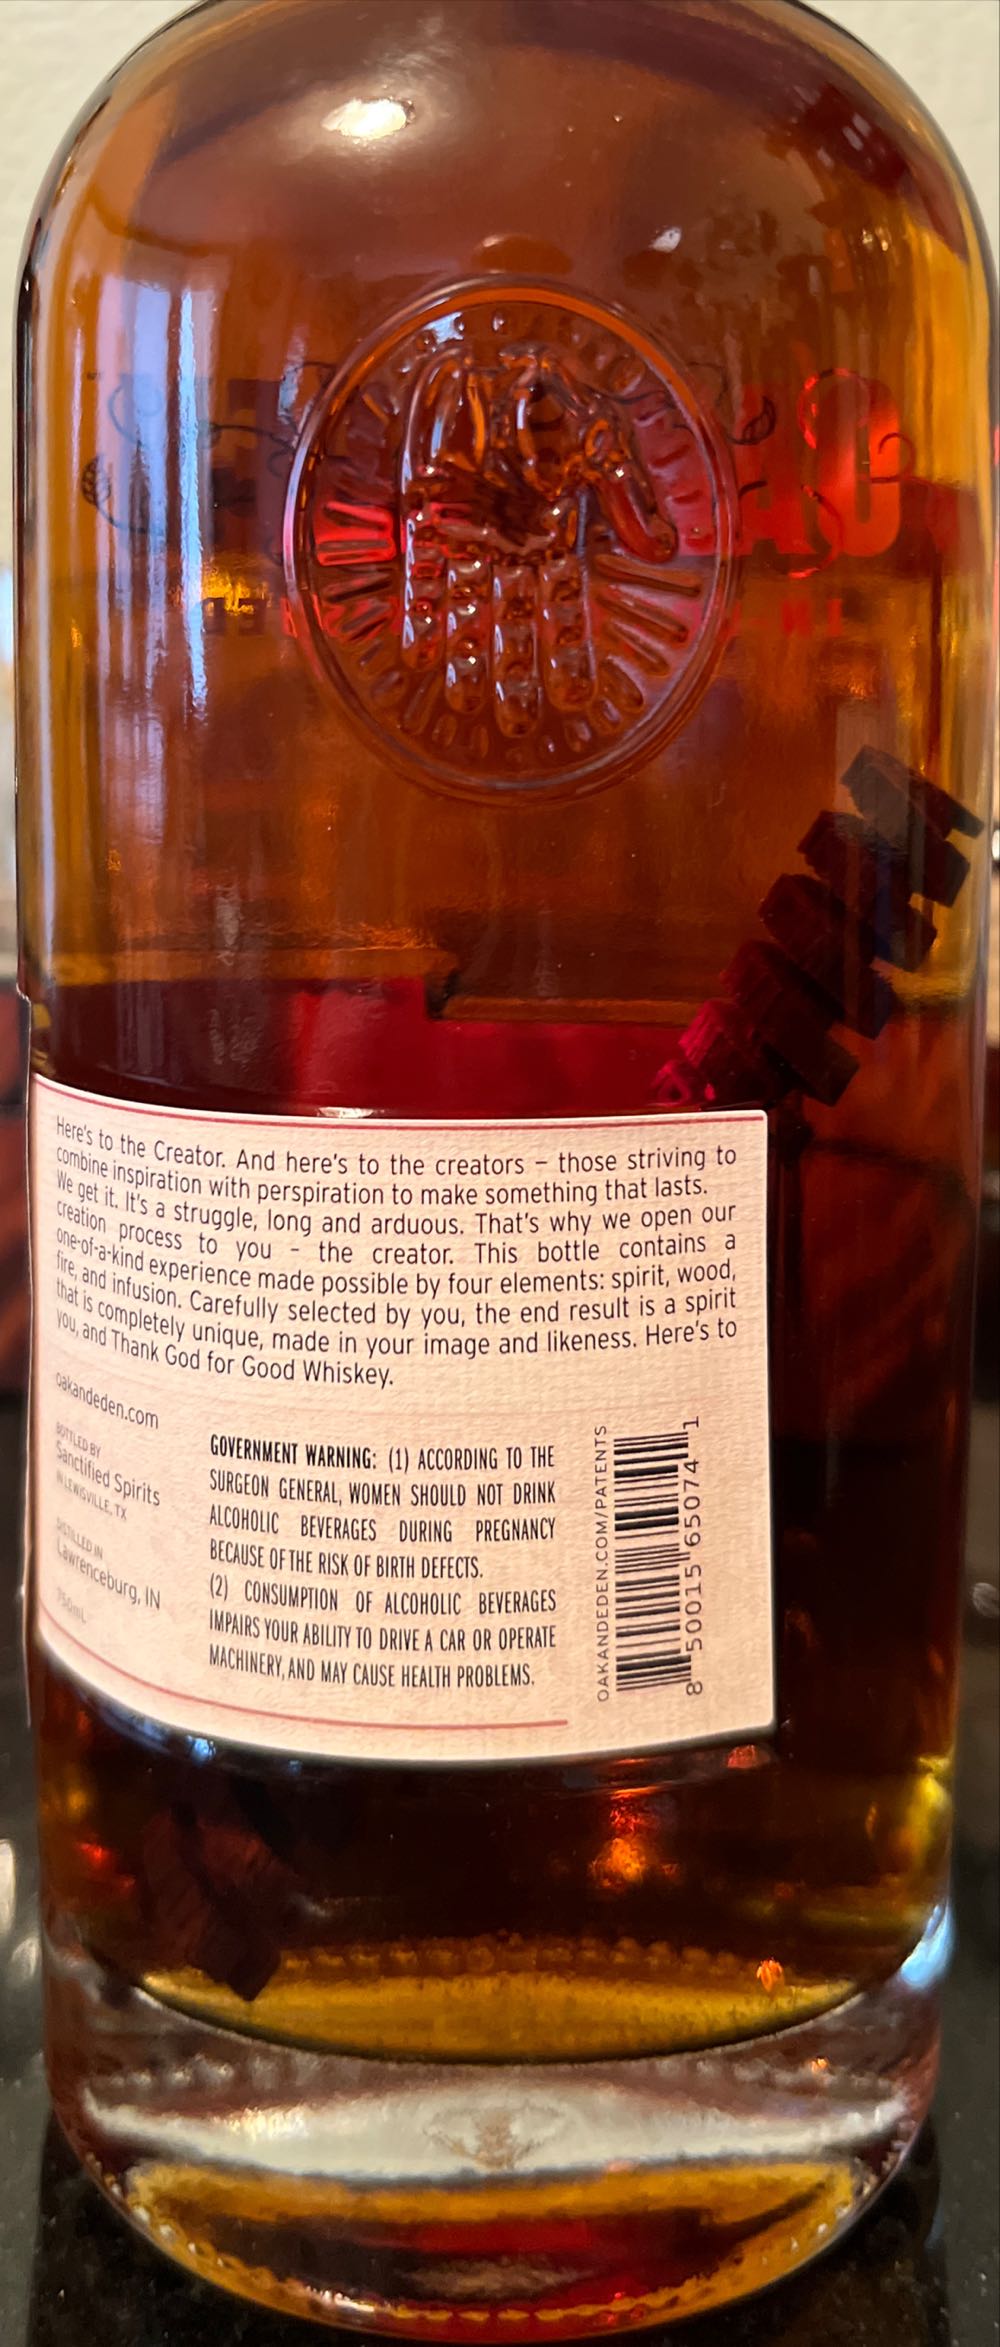 Here's to the Creator. And here's to the creators – those striving to
combine inspiration with perspiration to make something that lasts.
We get it. It's a struggle, long and arduous. That's why we open our
creation process to you - the creator. This bottle contains a
one-of-a-kind experience made possible by four elements: spirit, wood,
fire, and infusion. Carefully selected by you, the end result is a spirit
that is completely unique, made in your image and likeness. Here's to
you, and Thank God for Good Whiskey.
oakandeden.com
BOTTLED BY
Sanctified Spirits
IN LEWISVILLE, TX
DISTILLED IN
Lawrenceburg, IN
750mL
GOVERNMENT WARNING: (1) ACCORDING TO THE
SURGEON GENERAL, WOMEN SHOULD NOT DRINK
ALCOHOLIC BEVERAGES DURING PREGNANCY
BECAUSE OF THE RISK OF BIRTH DEFECTS.
(2) CONSUMPTION OF ALCOHOLIC BEVERAGES
IMPAIRS YOUR ABILITY TO DRIVE A CAR OR OPERATE
MACHINERY, AND MAY CAUSE HEALTH PROBLEMS.
OAKANDEDEN.COM/PATENTS
8 50015 65074 1